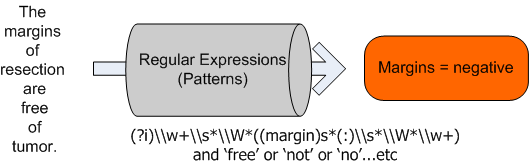 The
margins
of
resection
are
free
of
tumor.
Regular Expressions
(Patterns)
Margins = negative
(?i)\\w+\\s*\\W*((margin)s*(:)\\s*\\W*\\w+)
and ‘free’ or ‘not’ or ‘no’...etc